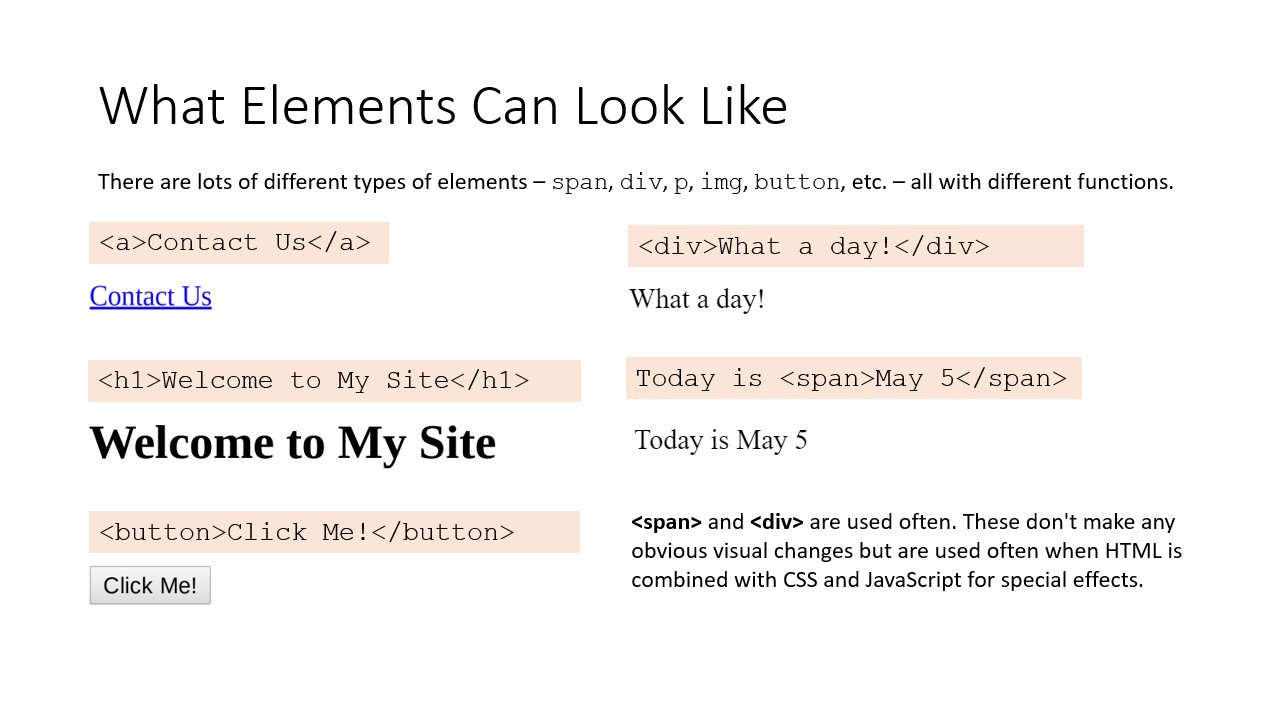 What Elements Can Look Like
There are lots of different types of elements – span, div, p, img, button, etc. – all with different functions.
<a>Contact Us</a>
Contact Us
<h1>Welcome to My Site</h1>
Welcome to My Site
<button>Click Me!</button>
Click Me!
<div>What a day!</div>
What a day!
Today is <span>May 5</span>
Today is May 5
<span> and <div> are used often. These don't make any
obvious visual changes but are used often when HTML is
combined with CSS and JavaScript for special effects.